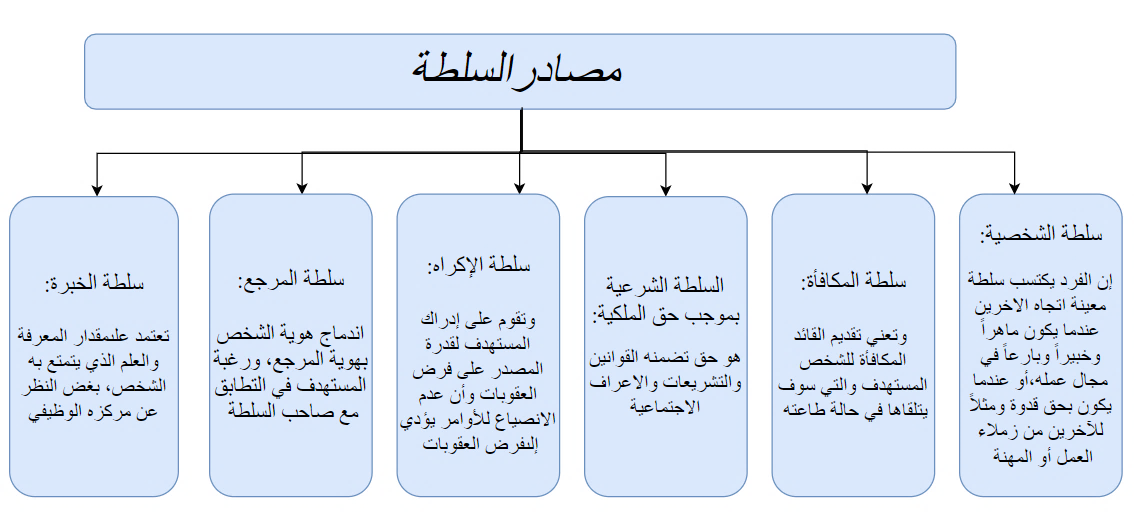 مصادر السلطة
سلطة الشخصية:
إن الفرد يكتسب سلطة
معينة اتجاه الاخرين
عندما يكون ماهراً
وخبيراً وبارعاً في
مجال عمله،أو عندما
يكون بحق قدوة ومثلاً
للآخرين من زملاء
العمل أو المهنة
سلطة المكافأة:
وتعني تقديم القائد
المكافأة للشخص
المستهدف والتي سوف
يتلقاها في حالة طاعته
السلطة الشرعية
بموجب حق الملكية:
هو حق تضمنه القوانين
والتشريعات والاعراف
الاجتماعية
سلطة الإكراه:
وتقوم على إدراك
المستهدف لقدرة
المصدر على فرض
العقوبات وأن عدم
الانصياع للأوامر يؤدي
إلىفرض العقوبات
سلطة المرجع:
اندماج هوية الشخص
بهوية المرجع، ورغبة
المستهدف في التطابق
مع صاحب السلطة
سلطة الخبرة:
تعتمد علىمقدار المعرفة
والعلم الذي يتمتع به
الشخص، بغض النظر
عن مركزه الوظيفي